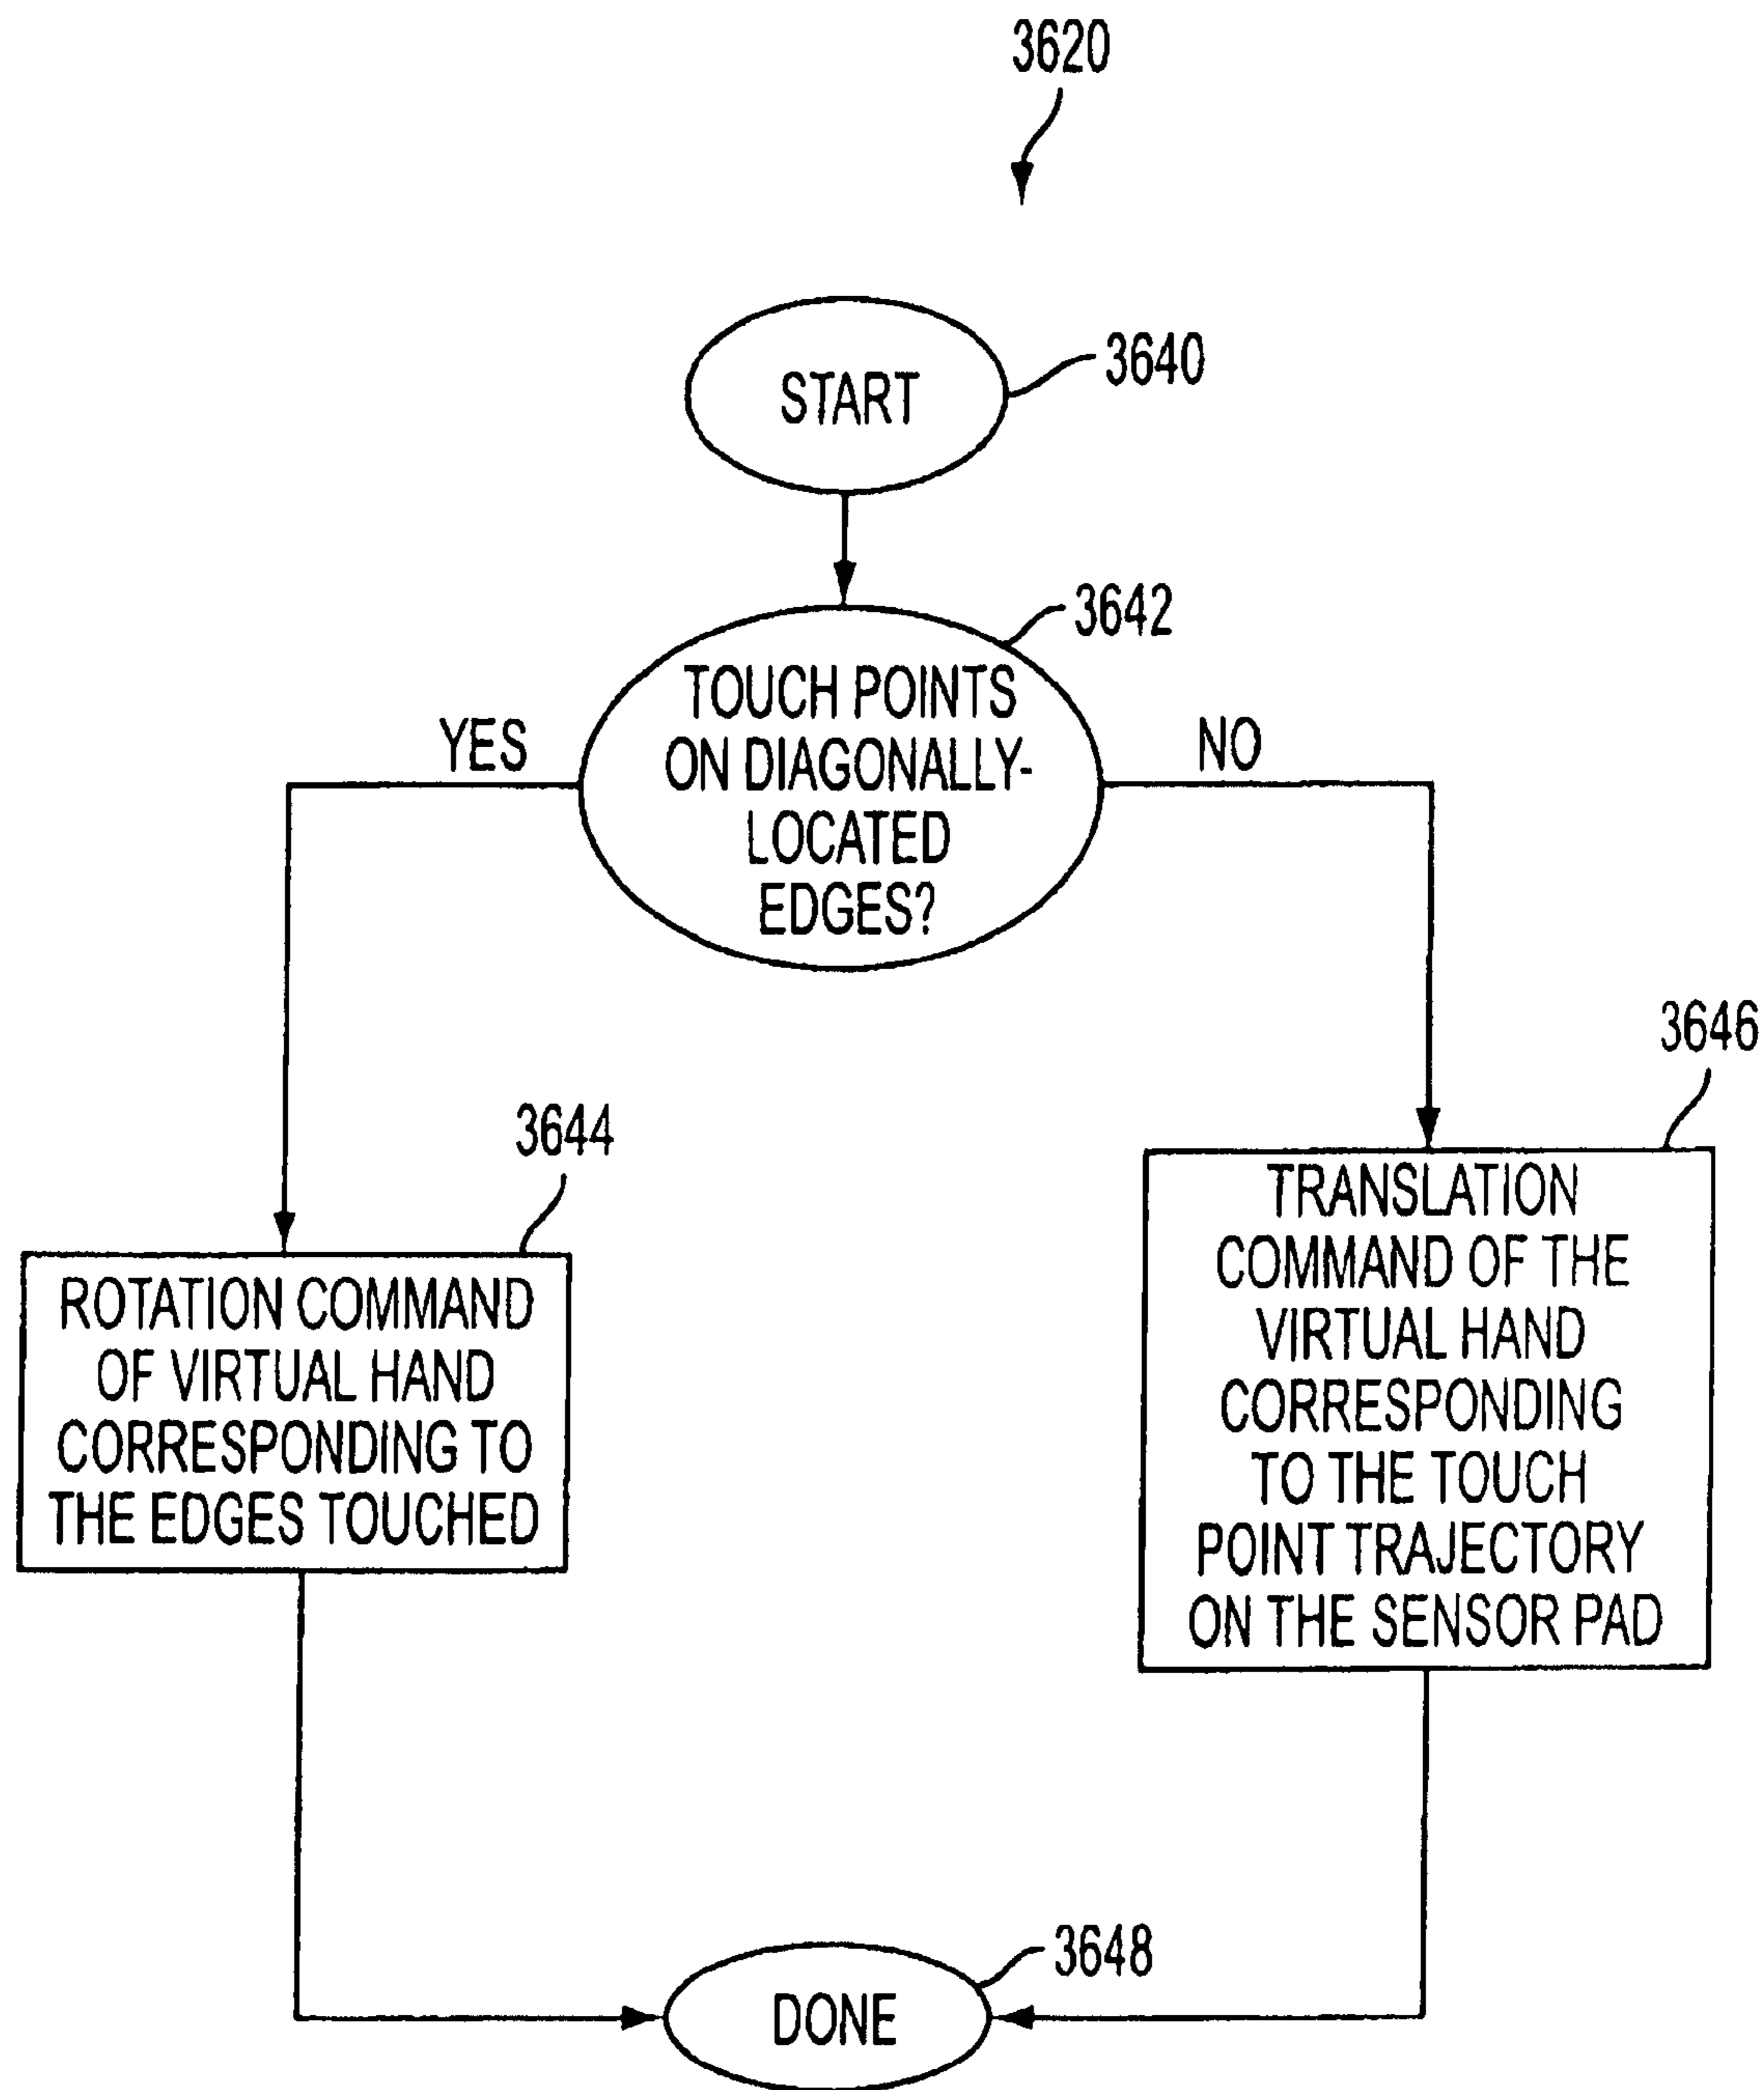 3620
START
3640
3642
TOUCH POINTS
ON DIAGONALLY-
LOCATED
EDGES?
YES
NO
3644
ROTATION COMMAND
OF VIRTUAL HAND
CORRESPONDING TO
THE EDGES TOUCHED
3646
TRANSLATION
COMMAND OF THE
VIRTUAL HAND
CORRESPONDING
TO THE TOUCH
POINT TRAJECTORY
ON THE SENSOR PAD
3648
DONE